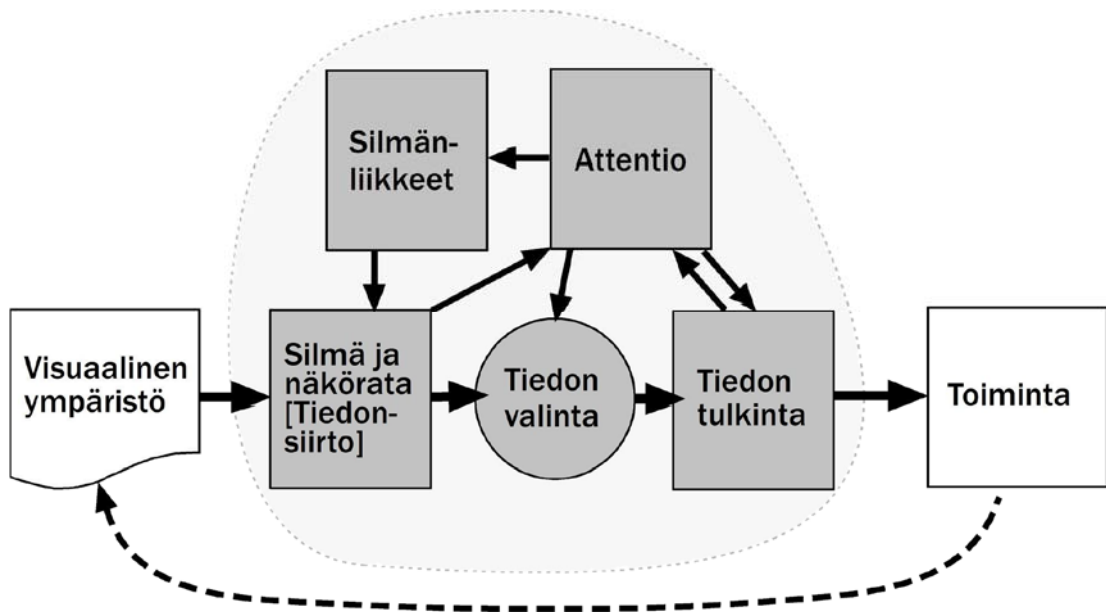 Silmän-
liikkeet
Attentio
Visuaalinen
ympäristö
Silmä ja
näkörata
[Tiedon-
siirto]
Tiedon
valinta
Tiedon
tulkinta
Toiminta